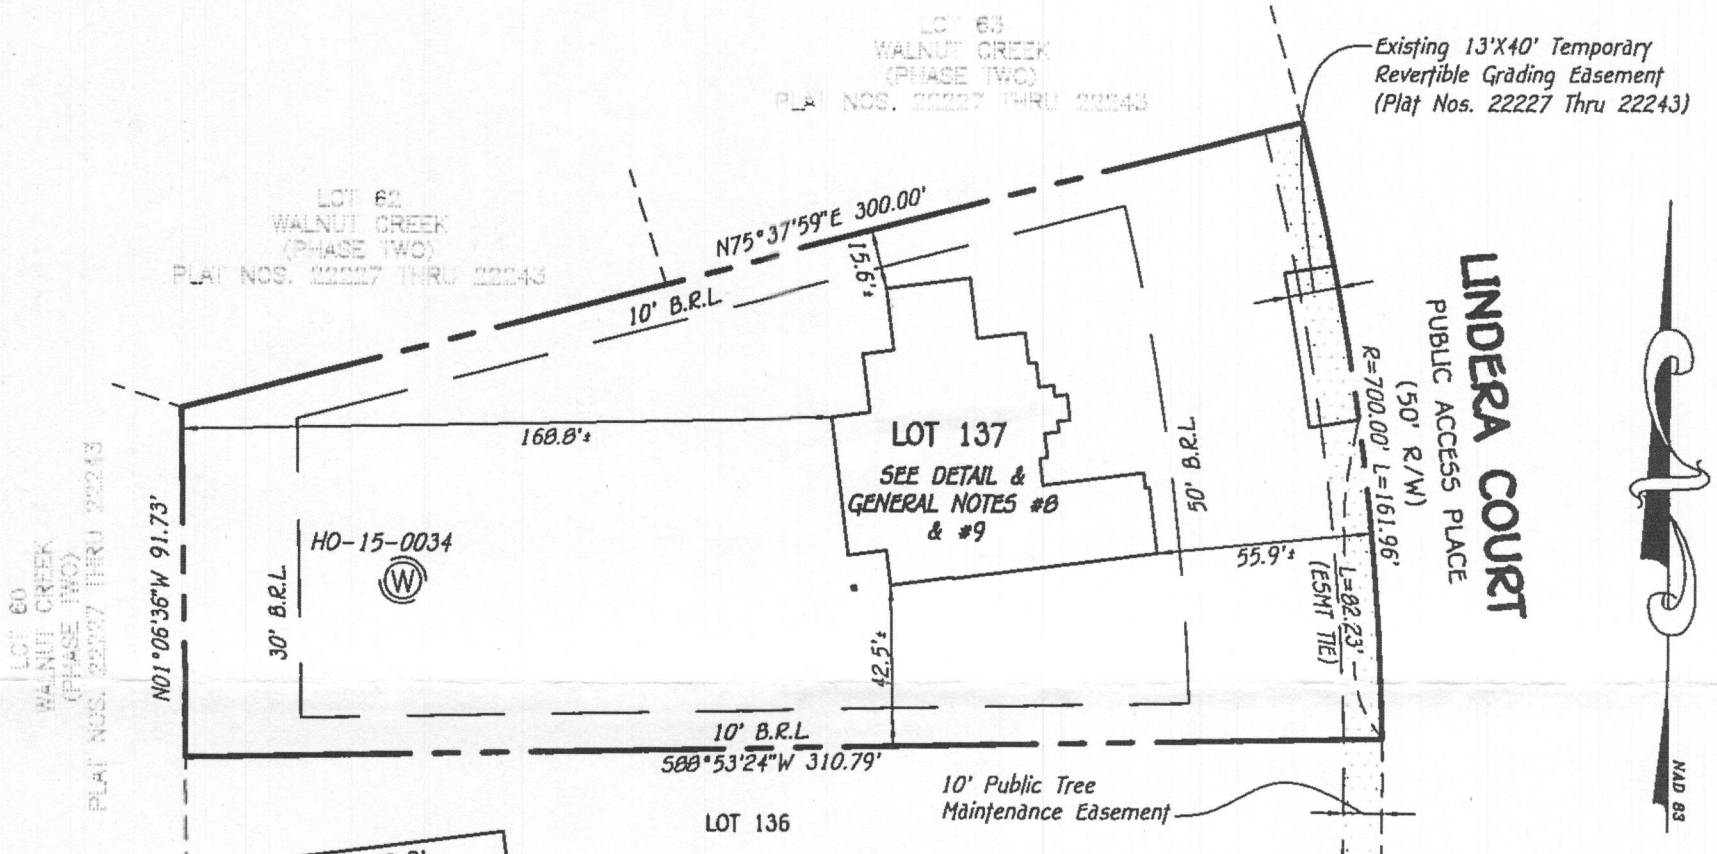 LOT 63
WALNUT CREEK
(PHASE TWO)
PLAT NOS. 22227 THRU 22243
Existing 13'X40' Temporary
Revertible Grading Easement
(Plat Nos. 22227 Thru 22243)
LOT 62
WALNUT CREEK
(PHASE TWO)
PLAT NOS. 22227 THRU 22243
N75°37'59"E 300.00'
10' B.R.L.
15.6'±
LINDERA COURT
PUBLIC ACCESS PLACE
(50' R/W)
R=700.00' L=161.96'
168.8'±
LOT 137
SEE DETAIL &
GENERAL NOTES #8
& #9
50' B.R.L.
HO-15-0034
W
30' B.R.L.
N01°06'36"W 91.73'
LOT 60
WALNUT CREEK
(PHASE TWO)
PLAT NOS. 22227 THRU 22243
55.9'±
L=82.23'
(ESMT TIE)
42.5'±
10' B.R.L.
S88°53'24"W 310.79'
10' Public Tree
Maintenance Easement
LOT 136
NAD 83